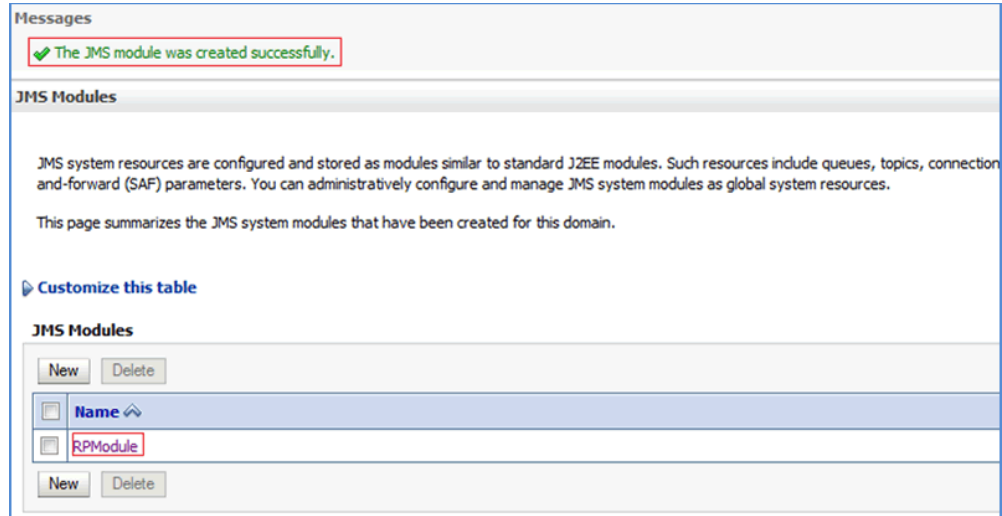 Messages
The JMS module was created successfully.
JMS Modules
JMS system resources are configured and stored as modules similar to standard J2EE modules. Such resources include queues, topics, connection
and-forward (SAF) parameters. You can administratively configure and manage JMS system modules as global system resources.
This page summarizes the JMS system modules that have been created for this domain.
Customize this table
JMS Modules
New Delete
Name
RPModule
New Delete